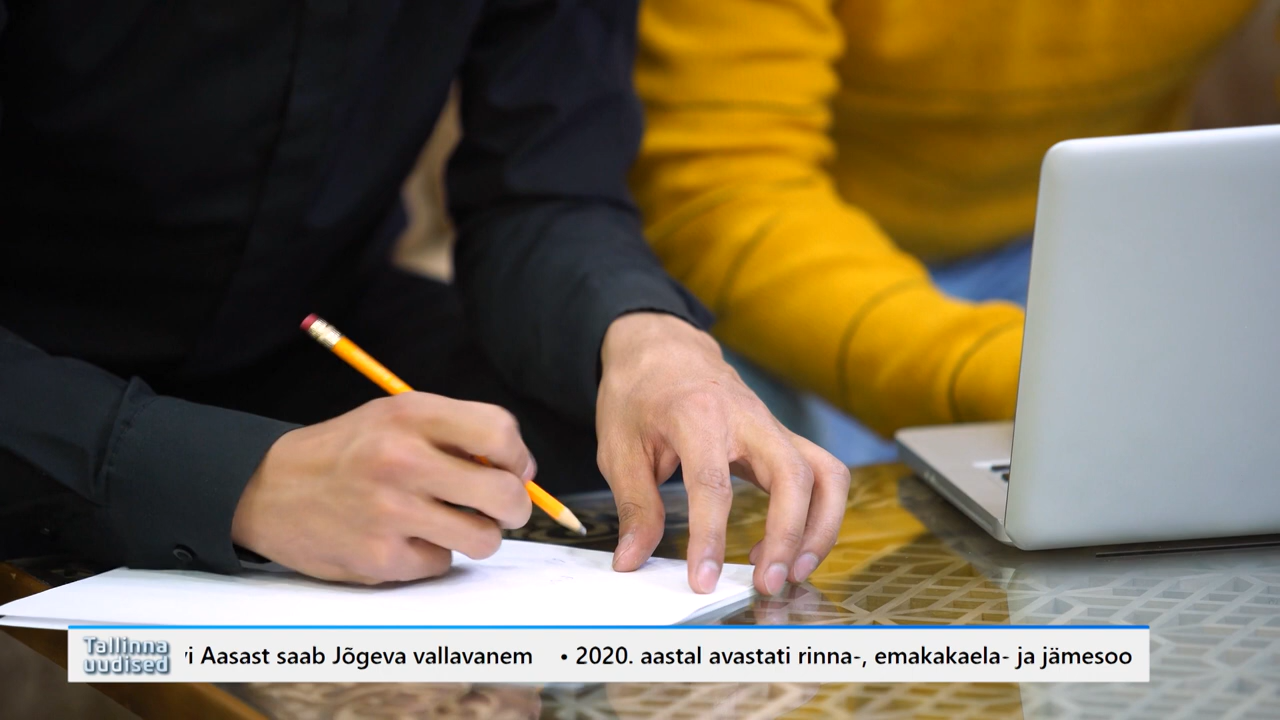 Tallinna
uudised
i Aasast saab Jõgeva vallavanem • 2020. aastal avastati rinna-, emakakaela- ja jämesoo